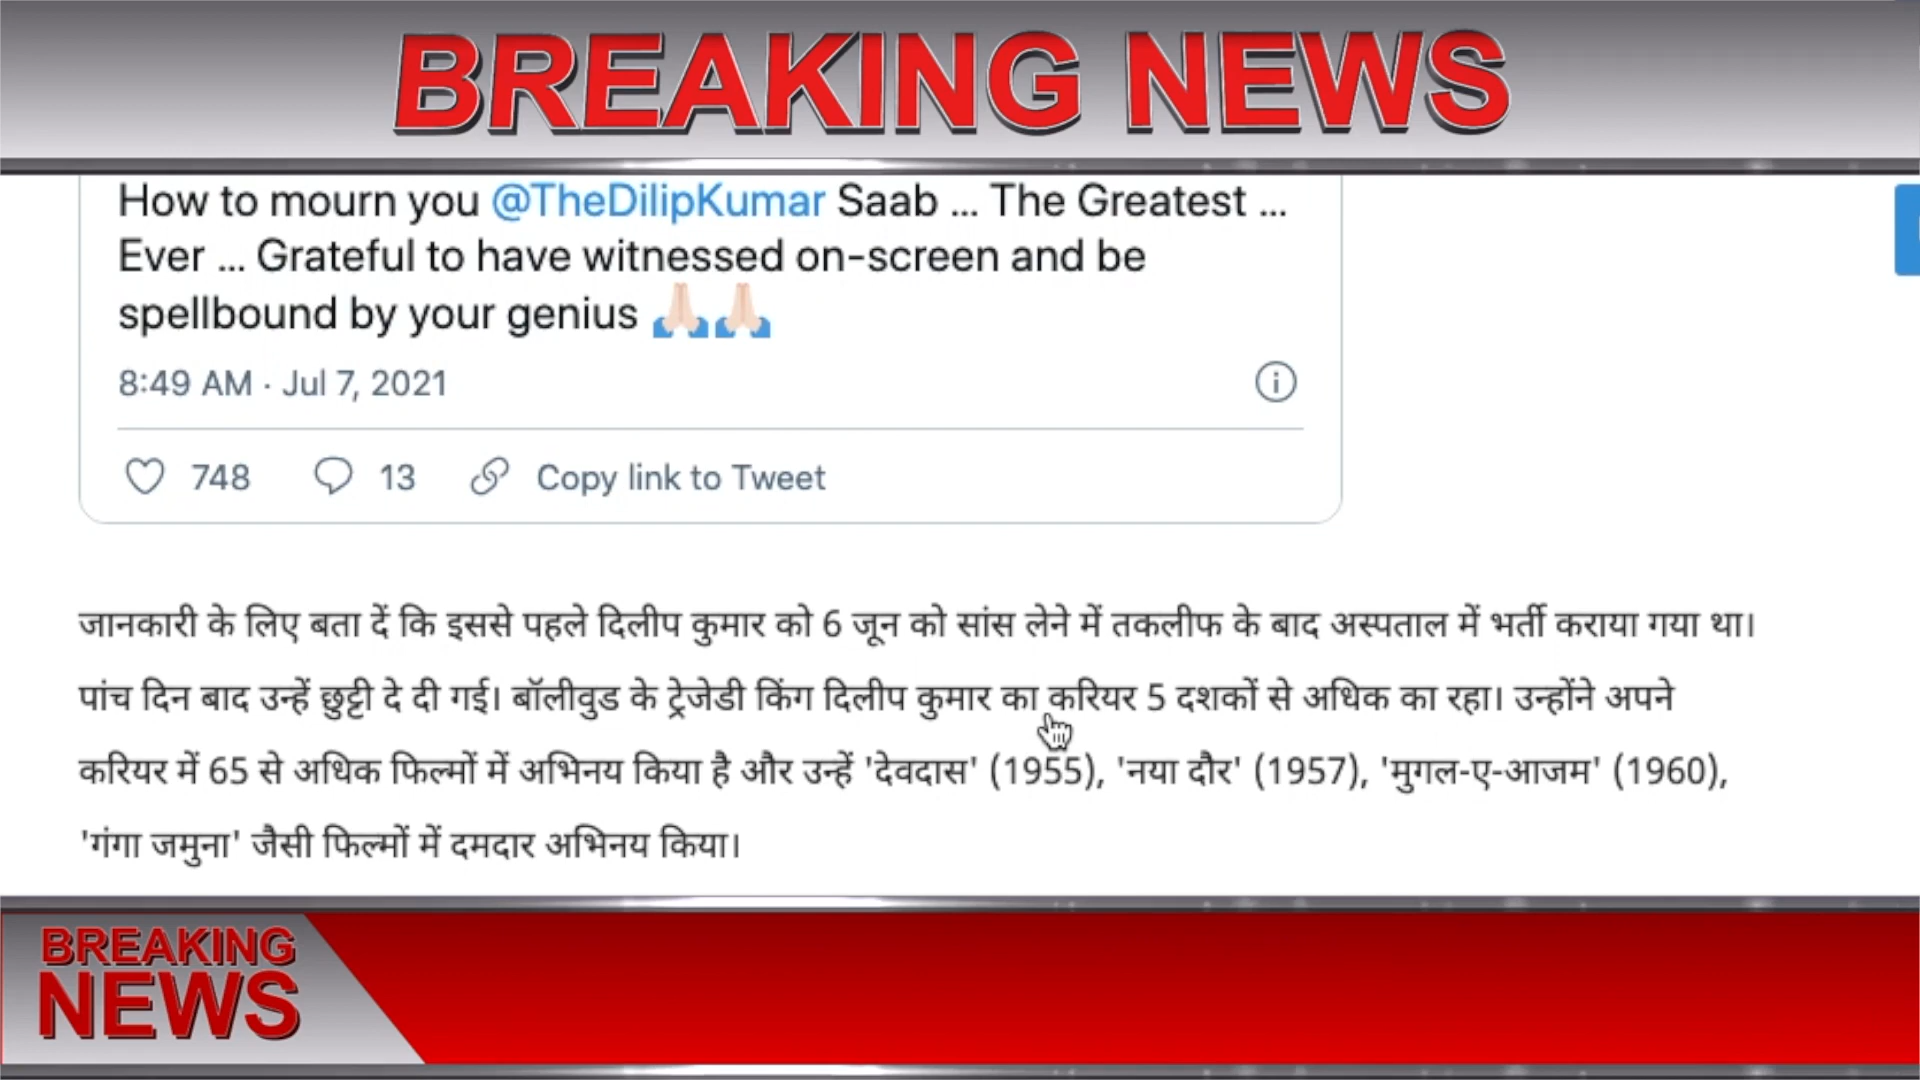 BREAKING NEWS
How to mourn you @TheDilipKumar Saab ... The Greatest ...
Ever ... Grateful to have witnessed on-screen and be
spellbound by your genius 🙏🏻🙏🏻
8:49 AM · Jul 7, 2021
748 13 Copy link to Tweet
जानकारी के लिए बता दें कि इससे पहले दिलीप कुमार को 6 जून को सांस लेने में तकलीफ के बाद अस्पताल में भर्ती कराया गया था।
पांच दिन बाद उन्हें छुट्टी दे दी गई। बॉलीवुड के ट्रेजेडी किंग दिलीप कुमार का करियर 5 दशकों से अधिक का रहा। उन्होंने अपने
करियर में 65 से अधिक फिल्मों में अभिनय किया है और उन्हें 'देवदास' (1955), 'नया दौर' (1957), 'मुगल-ए-आजम' (1960),
'गंगा जमुना' जैसी फिल्मों में दमदार अभिनय किया।
BREAKING
NEWS